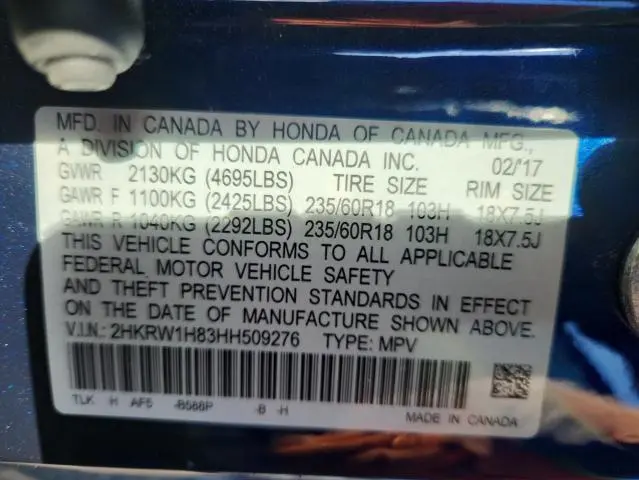 MFD. IN CANADA BY HONDA OF CANADA MFG.,
A DIVISION OF HONDA CANADA INC. 02/'17
GVWR 2130KG (4695LBS) TIRE SIZE RIM SIZE
GAWR F 1100KG (2425LBS) 235/60R18 103H 18X7.5J
GAWR R 1040KG (2292LBS) 235/60R18 103H 18X7.5J
THIS VEHICLE CONFORMS TO ALL APPLICABLE
FEDERAL MOTOR VEHICLE SAFETY
AND THEFT PREVENTION STANDARDS IN EFFECT
ON THE DATE OF MANUFACTURE SHOWN ABOVE.
V.I.N.: 2HKRW1H83HH509276 TYPE: MPV
TLK H AF5 -B588P -B -H
MADE IN CANADA